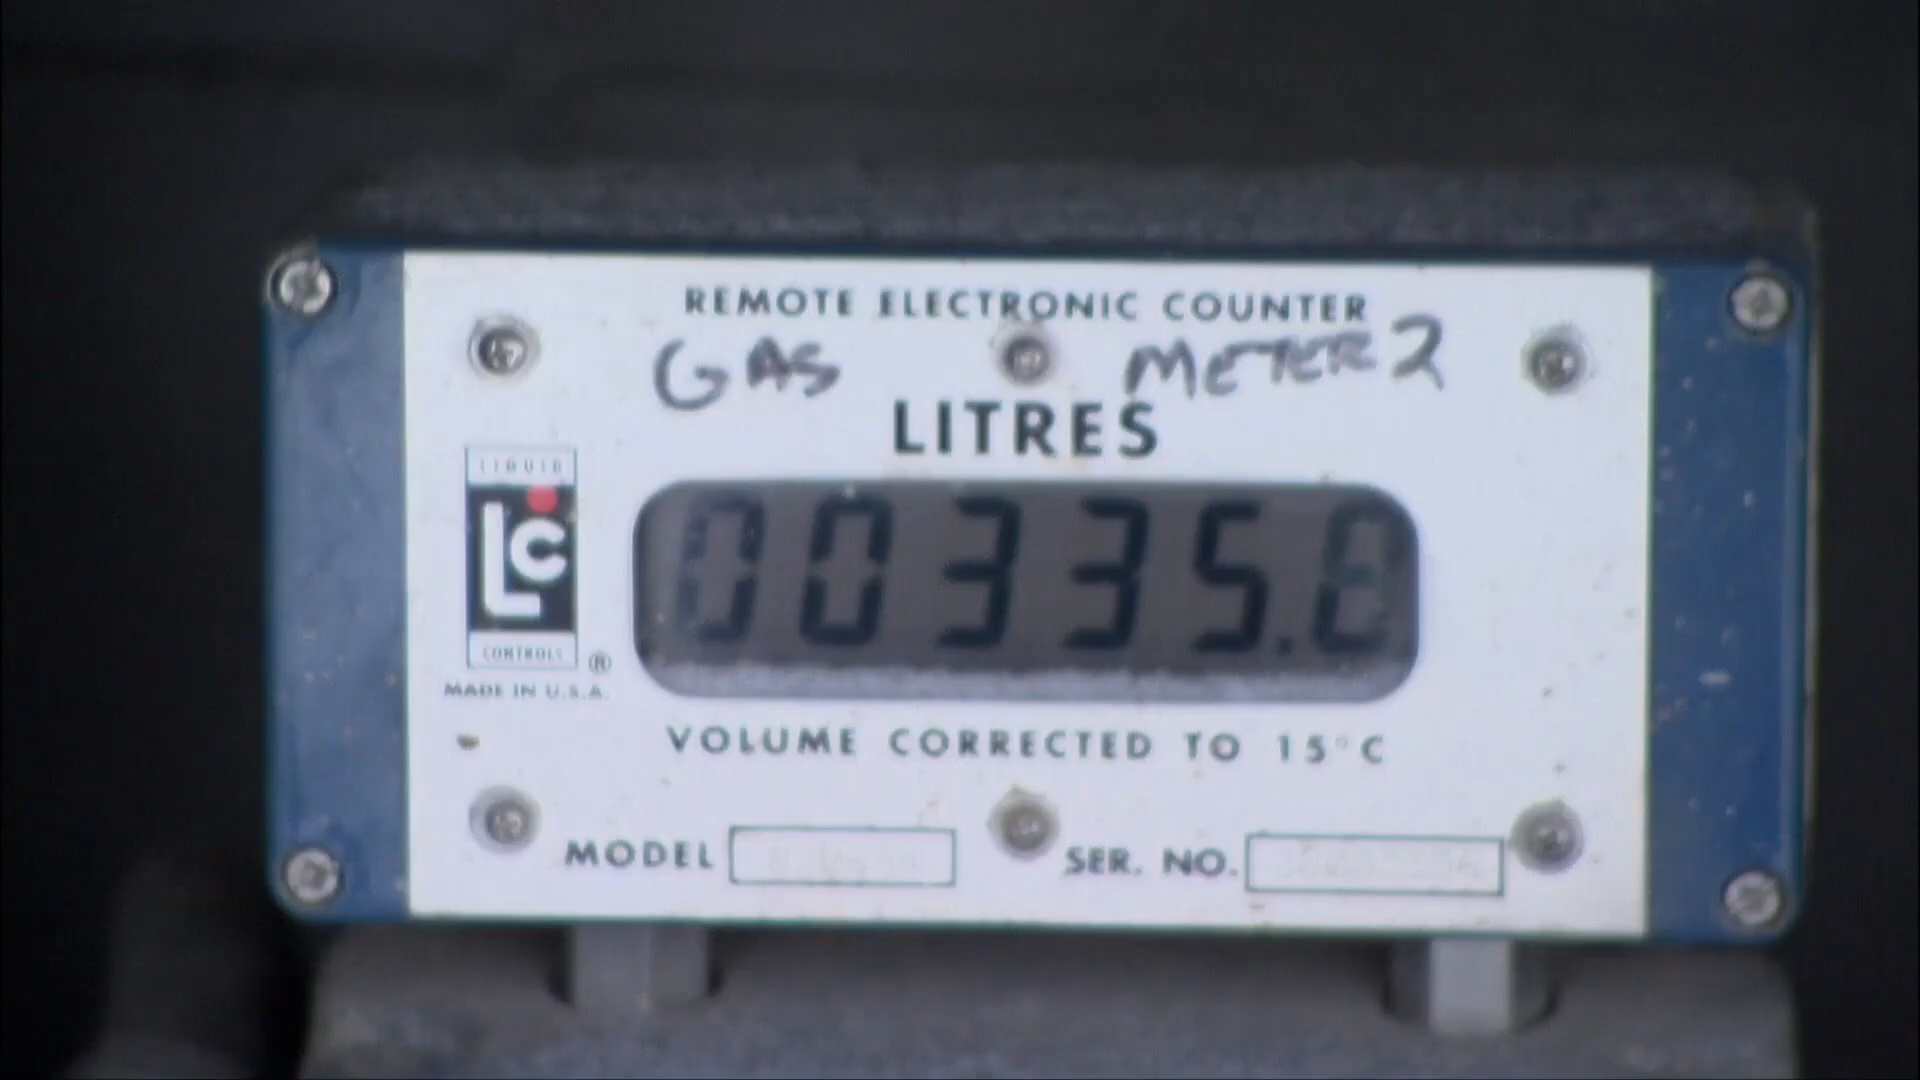 REMOTE ELECTRONIC COUNTER
GAS METER 2
LITRES
LIQUID
LC
CONTROLS
®
MADE IN U.S.A.
00335.
VOLUME CORRECTED TO 15°C
MODEL
SER. NO.